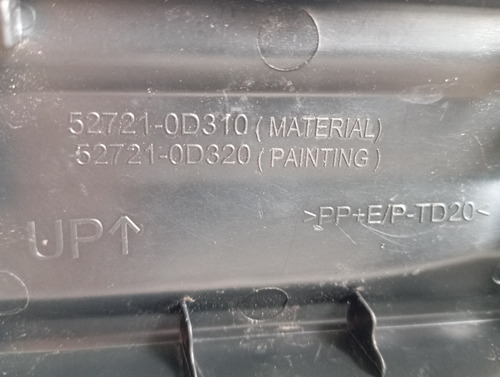 52721-0D310 (MATERIAL)
52721-0D320 (PAINTING)
UP↑
>PP+E/P-TD20<